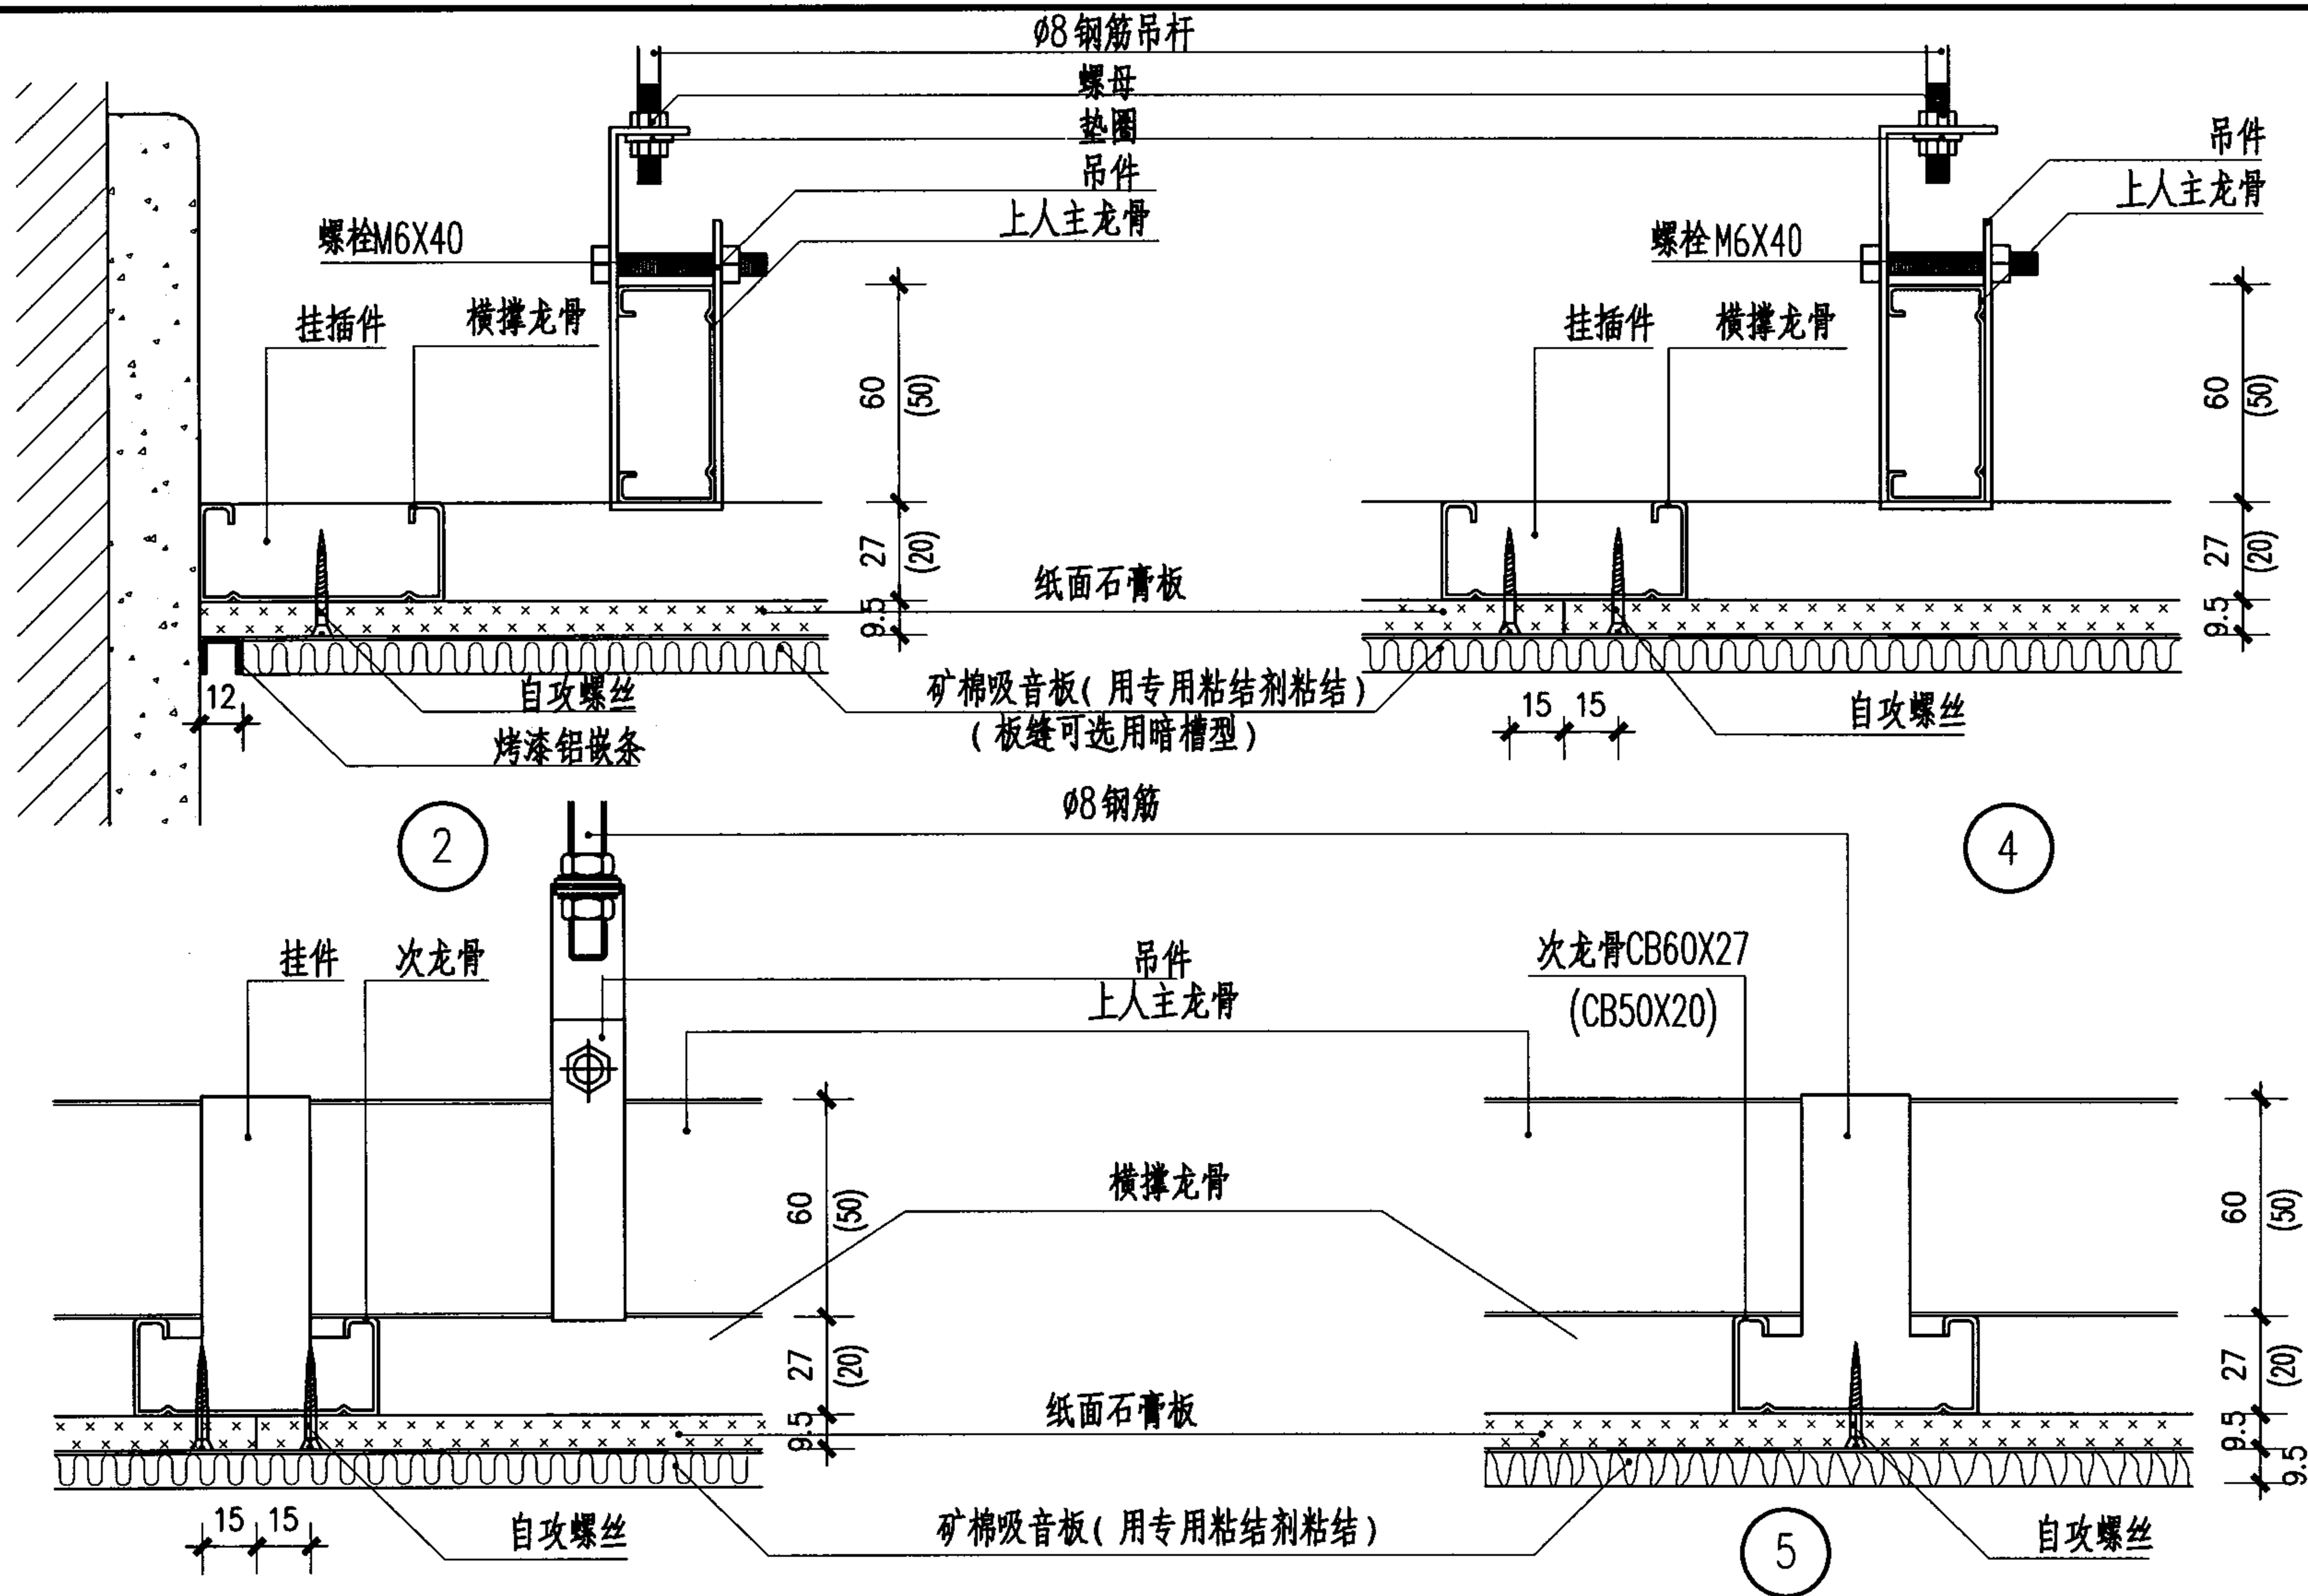 ø8钢筋吊杆
螺母
垫圈
吊件
上人主龙骨
螺栓M6X40
挂插件
横撑龙骨
60
(50)
27
(20)
9.5
纸面石膏板
矿棉吸音板(用专用粘结剂粘结)
(板缝可选用暗槽型)
自攻螺丝
烤漆铝嵌条
12
2
吊件
上人主龙骨
螺栓M6X40
挂插件
横撑龙骨
60
(50)
27
(20)
9.5
15
15
自攻螺丝
4
ø8钢筋
挂件
次龙骨
吊件
上人主龙骨
横撑龙骨
60
(50)
27
(20)
9.5
纸面石膏板
15
15
自攻螺丝
矿棉吸音板(用专用粘结剂粘结)
次龙骨CB60X27
(CB50X20)
60
(50)
27
(20)
9.5
9.5
自攻螺丝
5